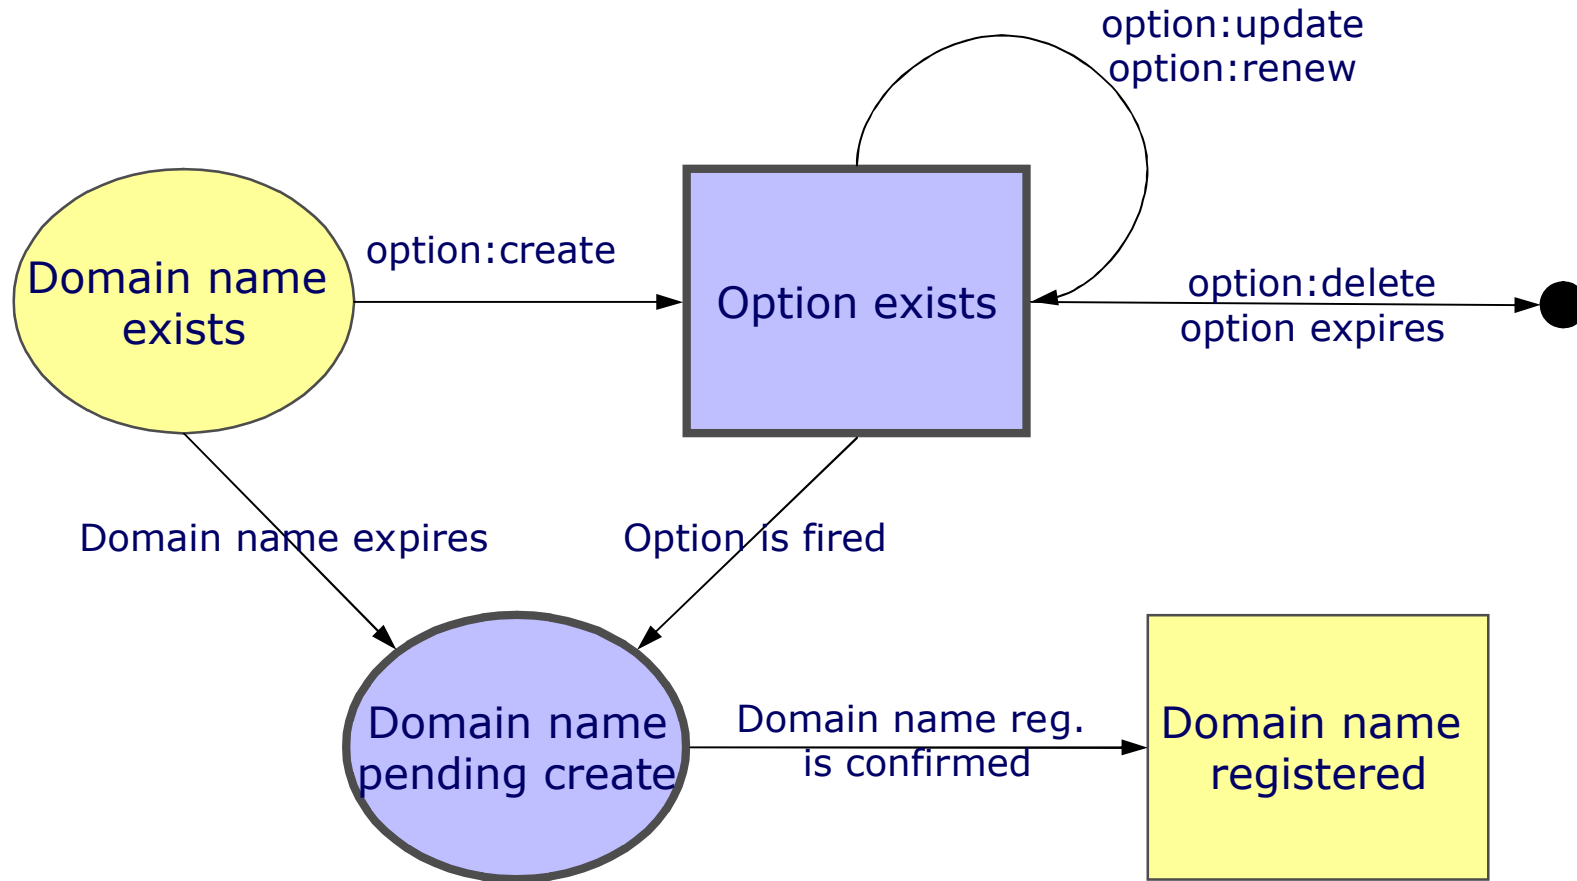 option:update
option:renew
option:create
Domain name
exists
Option exists
option:delete
option expires
Domain name expires
Option is fired
Domain name
pending create
Domain name reg.
is confirmed
Domain name
registered